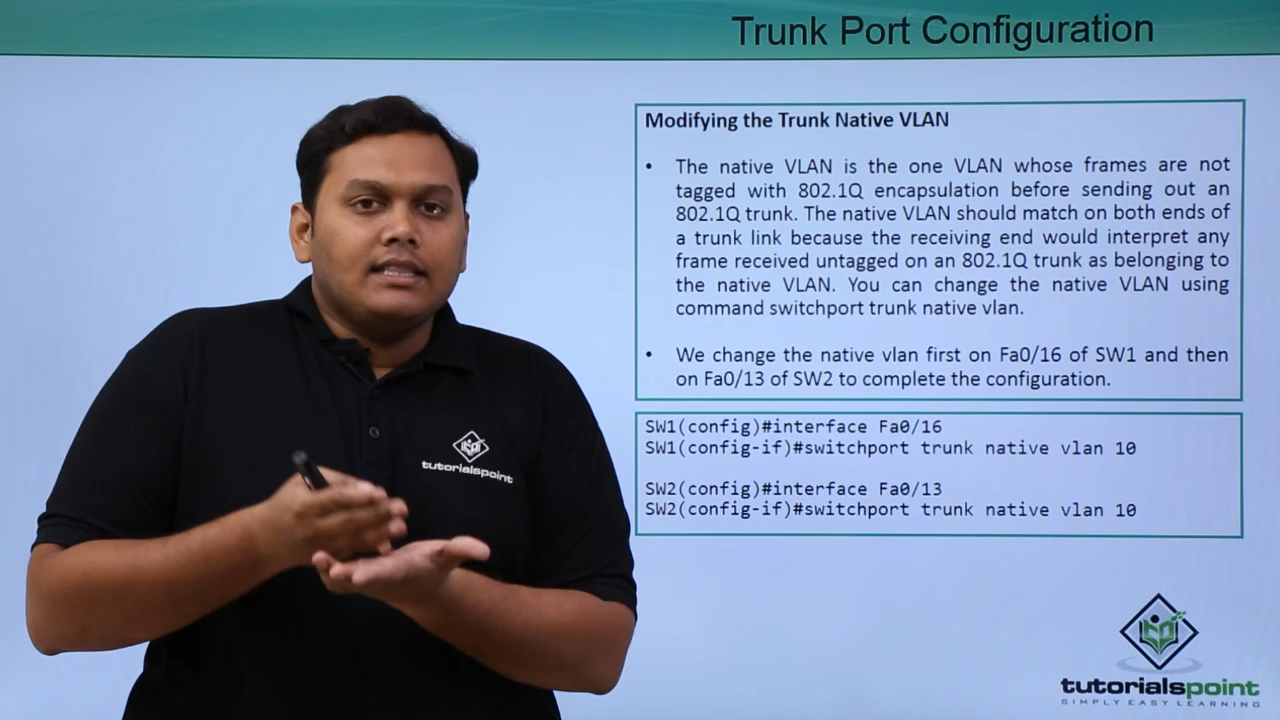 Trunk Port Configuration
Modifying the Trunk Native VLAN
• The native VLAN is the one VLAN whose frames are not
tagged with 802.1Q encapsulation before sending out an
802.1Q trunk. The native VLAN should match on both ends of
a trunk link because the receiving end would interpret any
frame received untagged on an 802.1Q trunk as belonging to
the native VLAN. You can change the native VLAN using
command switchport trunk native vlan.
• We change the native vlan first on Fa0/16 of SW1 and then
on Fa0/13 of SW2 to complete the configuration.
SW1(config)#interface Fa0/16
SW1(config-if)#switchport trunk native vlan 10
SW2(config)#interface Fa0/13
SW2(config-if)#switchport trunk native vlan 10
tutorialspoint
tutorialspoint
SIMPLY EASY LEARNING